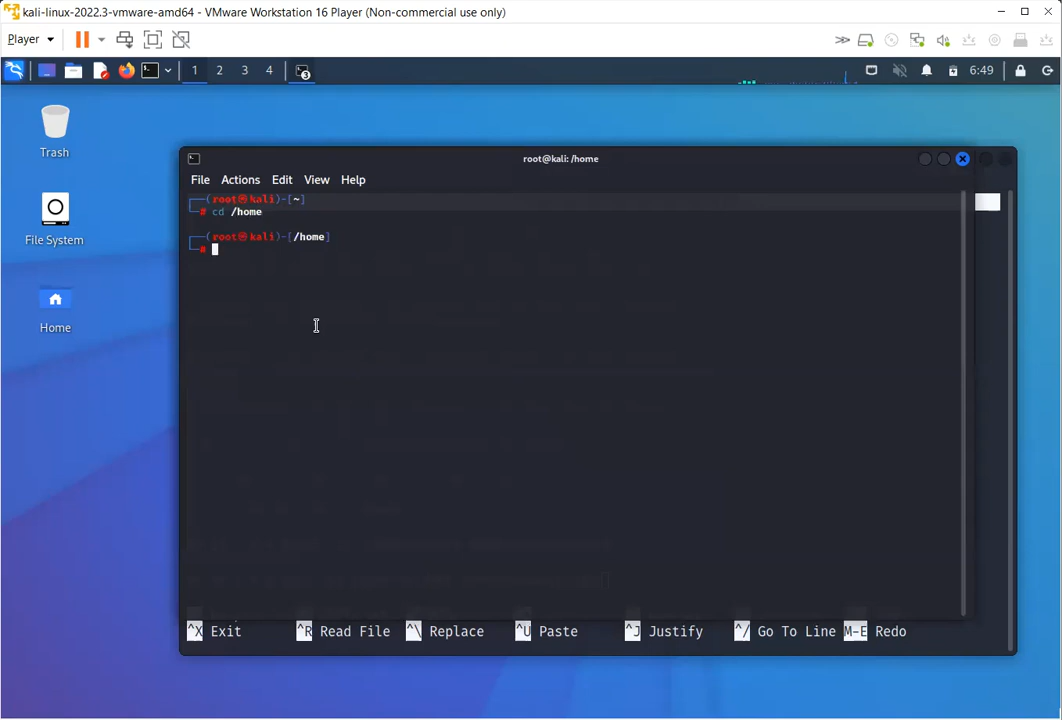 kali-linux-2022.3-vmware-amd64 - VMware Workstation 16 Player (Non-commercial use only)
Player
1 2 3 4 3 6:49
Trash
File System
Home
root@kali: /home
File Actions Edit View Help
┌──(root㉿kali)-[~]
└─# cd /home
┌──(root㉿kali)-[/home]
└─#
^X Exit ^R Read File ^\ Replace ^U Paste ^J Justify ^/ Go To Line M-E Redo